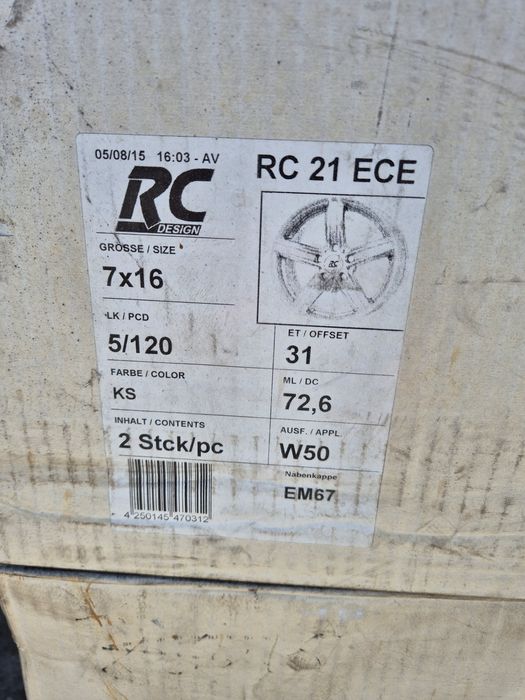 05/08/15 16:03 - AV
RC 21 ECE
RC
DESIGN
RC
GRÖSSE / SIZE
7x16
LK / PCD
5/120
ET / OFFSET
31
FARBE / COLOR
KS
ML / DC
72,6
INHALT / CONTENTS
2 Stck/pc
AUSF. / APPL.
W50
Nabenkappe
EM67
4 250145 470312